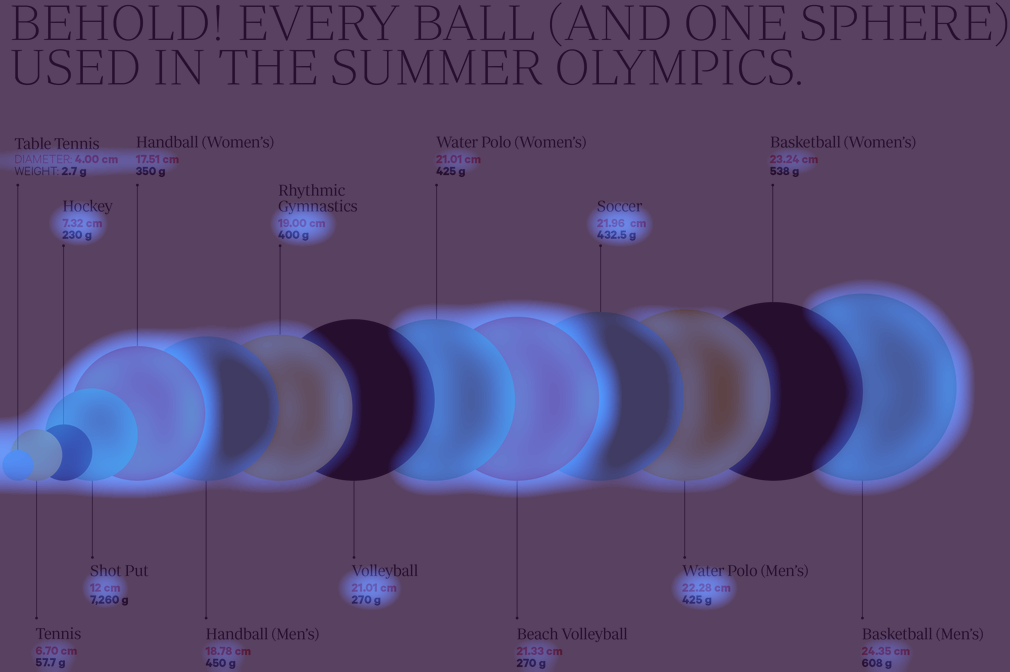 BEHOLD! EVERY BALL (AND ONE SPHERE)
USED IN THE SUMMER OLYMPICS.
Table Tennis
DIAMETER: 4.00 cm
WEIGHT: 2.7 g
Handball (Women's)
17.51 cm
350 g
Water Polo (Women's)
21.01 cm
425 g
Basketball (Women's)
23.24 cm
538 g
Hockey
7.32 cm
230 g
Rhythmic
Gymnastics
19.00 cm
400 g
Soccer
21.96 cm
432.5 g
Shot Put
12 cm
7,260 g
Volleyball
21.01 cm
270 g
Water Polo (Men's)
22.28 cm
425 g
Tennis
6.70 cm
57.7 g
Handball (Men's)
18.78 cm
450 g
Beach Volleyball
21.33 cm
270 g
Basketball (Men's)
24.35 cm
608 g